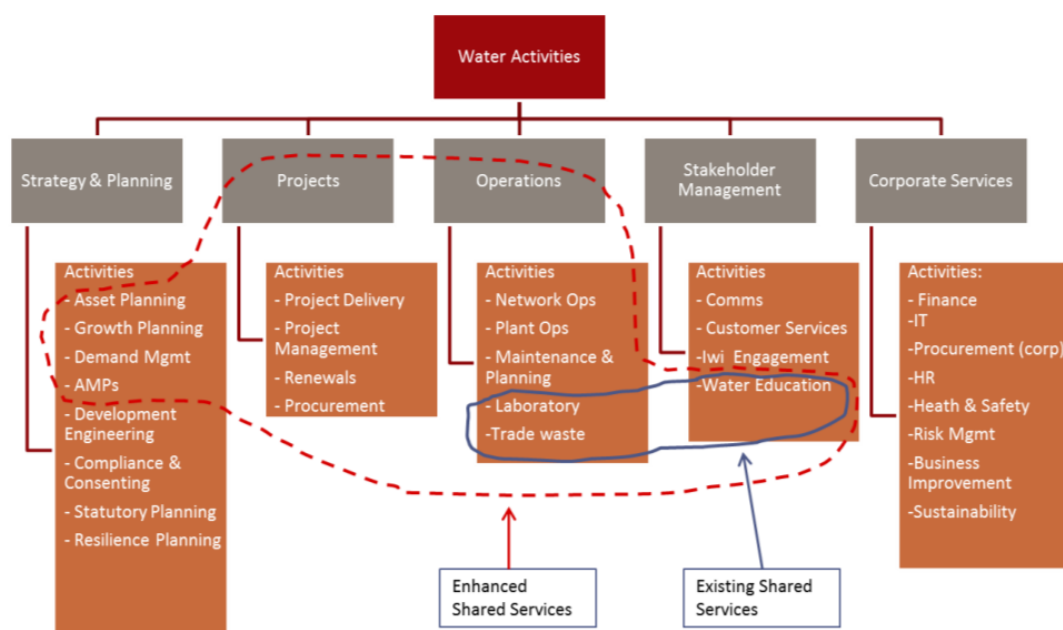 Water Activities
Strategy & Planning
Projects
Operations
Stakeholder
Management
Corporate Services
Activities
- Asset Planning
- Growth Planning
- Demand Mgmt
- AMPs
- Development
Engineering
- Compliance &
Consenting
- Statutory Planning
- Resilience Planning
Activities
- Project Delivery
- Project
Management
- Renewals
- Procurement
Activities
- Network Ops
- Plant Ops
- Maintenance &
Planning
- Laboratory
-Trade waste
Activities
- Comms
- Customer Services
-Iwi Engagement
-Water Education
Activities:
- Finance
-IT
-Procurement (corp)
-HR
-Heath & Safety
-Risk Mgmt
-Business
Improvement
-Sustainability
Enhanced
Shared Services
Existing Shared
Services